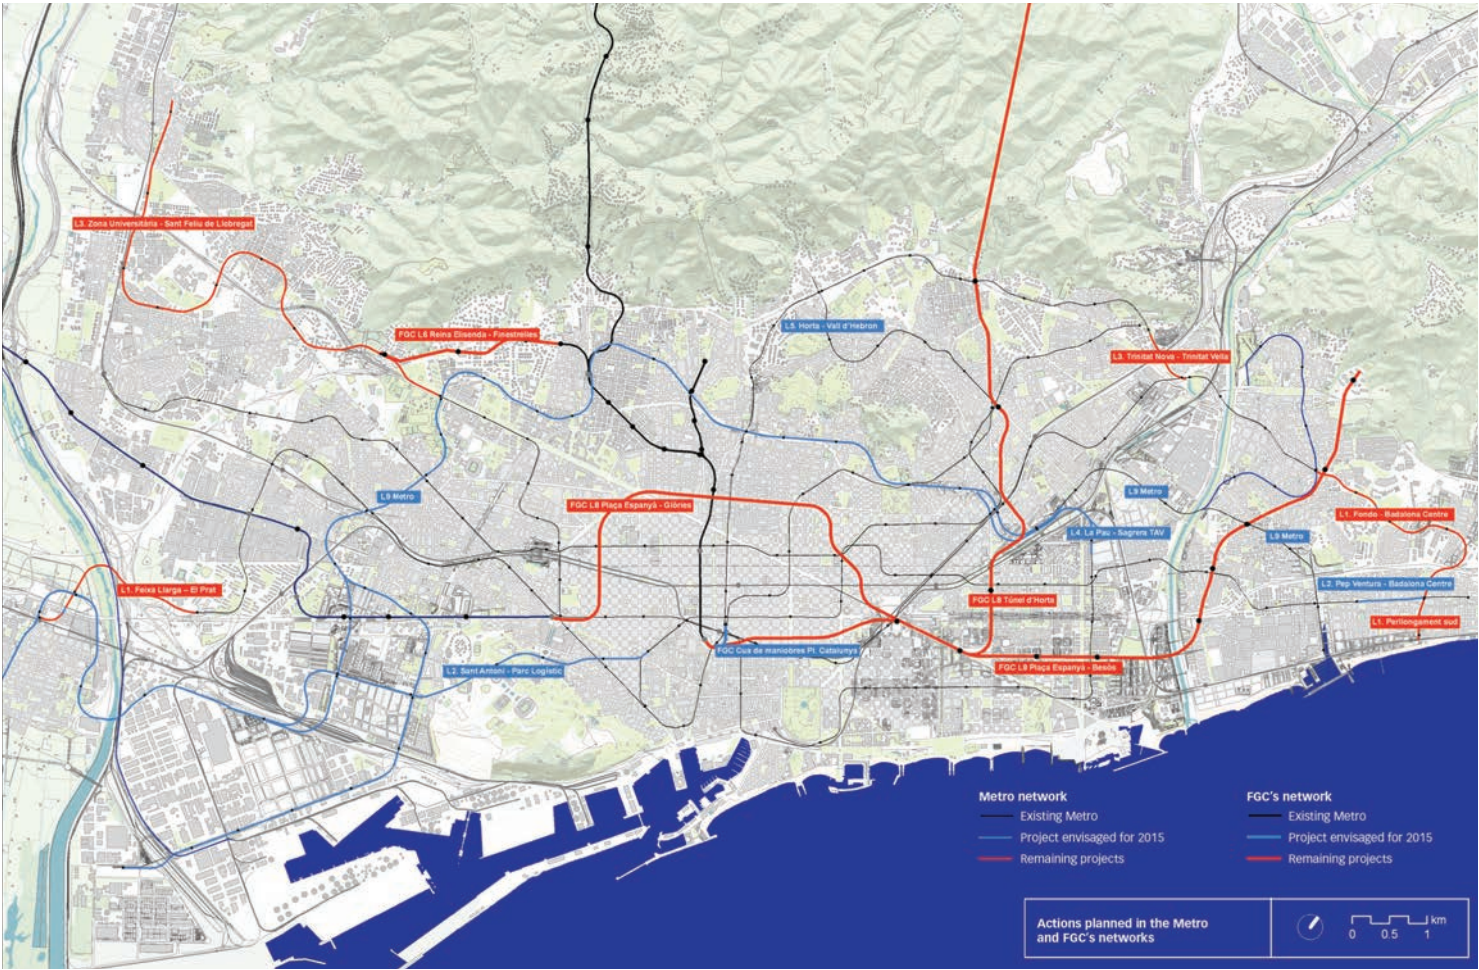 L3. Zona Universitària - Sant Feliu de Llobregat
FGC L6 Reina Elisenda - Finestrelles
L5. Horta - Vall d'Hebron
L3. Trinitat Nova - Trinitat Vella
L9 Metro
FGC L8 Plaça Espanya - Glòries
L9 Metro
L1. Fondo - Badalona Centre
L4. La Pau - Sagrera TAV
L9 Metro
L1. Feixa Llarga – El Prat
L2. Pep Ventura - Badalona Centre
FGC L8 Túnel d'Horta
L1. Perllongament sud
FGC Cua de maniobres Pl. Catalunya
L2. Sant Antoni - Parc Logístic
FGC L8 Plaça Espanya - Besòs
Metro network
Existing Metro
Project envisaged for 2015
Remaining projects
FGC's network
Existing Metro
Project envisaged for 2015
Remaining projects
Actions planned in the Metro
and FGC's networks
km
0 0.5 1